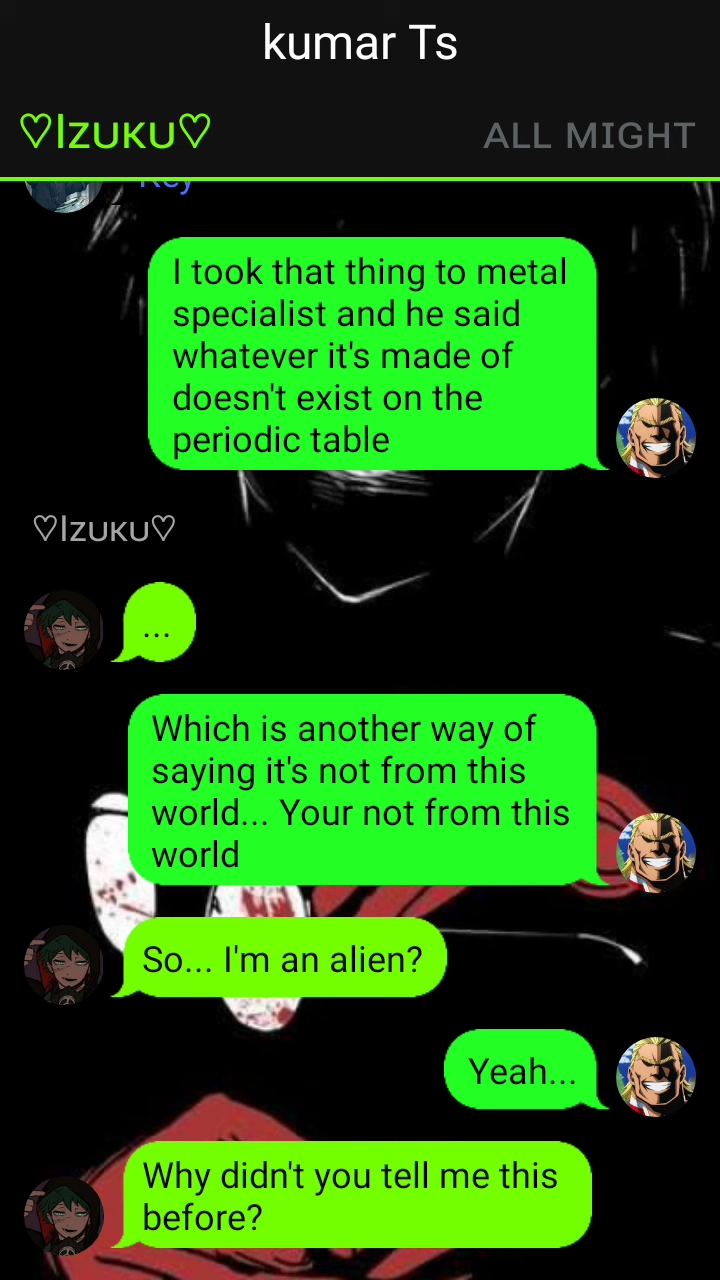 kumar Ts
♡Izuku♡
ALL MIGHT
Key
I took that thing to metal
specialist and he said
whatever it's made of
doesn't exist on the
periodic table
♡Izuku♡
...
Which is another way of
saying it's not from this
world... Your not from this
world
So... I'm an alien?
Yeah...
Why didn't you tell me this
before?